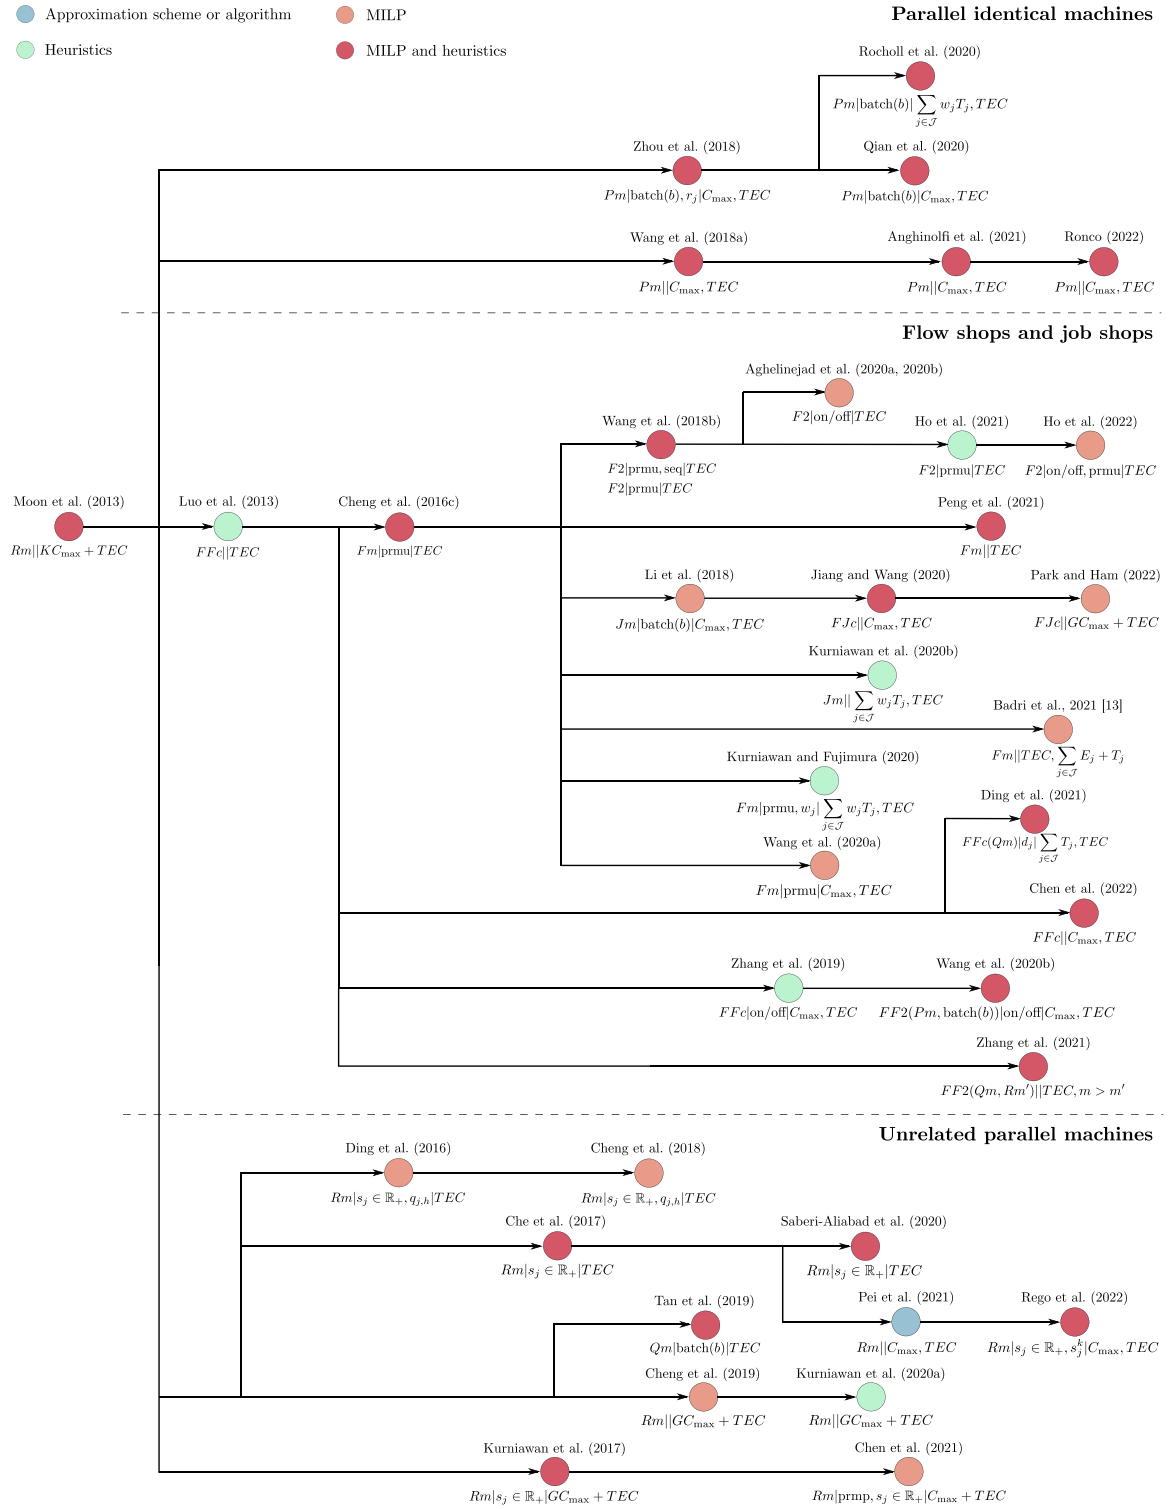 Approximation scheme or algorithm
MILP
Heuristics
MILP and heuristics
Parallel identical machines
Rocholl et al. (2020)
Pm|batch(b)|∑_{j∈𝒥} w_jT_j, TEC
Zhou et al. (2018)
Pm|batch(b), r_j|C_max, TEC
Qian et al. (2020)
Pm|batch(b)|C_max, TEC
Wang et al. (2018a)
Pm||C_max, TEC
Anghinolfi et al. (2021)
Pm||C_max, TEC
Ronco (2022)
Pm||C_max, TEC
Flow shops and job shops
Aghelinejad et al. (2020a, 2020b)
F2|on/off|TEC
Wang et al. (2018b)
F2|prmu, seq|TEC
F2|prmu|TEC
Ho et al. (2021)
F2|prmu|TEC
Ho et al. (2022)
F2|on/off, prmu|TEC
Moon et al. (2013)
Rm||KC_max + TEC
Luo et al. (2013)
FFc||TEC
Cheng et al. (2016c)
Fm|prmu|TEC
Peng et al. (2021)
Fm||TEC
Li et al. (2018)
Jm|batch(b)|C_max, TEC
Jiang and Wang (2020)
FJc||C_max, TEC
Park and Ham (2022)
FJc||GC_max + TEC
Kurniawan et al. (2020b)
Jm||∑_{j∈𝒥} w_jT_j, TEC
Badri et al., 2021 [13]
Fm||TEC, ∑_{j∈𝒥} E_j + T_j
Kurniawan and Fujimura (2020)
Fm|prmu, w_j|∑_{j∈𝒥} w_jT_j, TEC
Ding et al. (2021)
FFc(Qm)|d_j|∑_{j∈𝒥} T_j, TEC
Wang et al. (2020a)
Fm|prmu|C_max, TEC
Chen et al. (2022)
FFc||C_max, TEC
Zhang et al. (2019)
FFc|on/off|C_max, TEC
Wang et al. (2020b)
FF2(Pm, batch(b))|on/off|C_max, TEC
Zhang et al. (2021)
FF2(Qm, Rm′)||TEC, m > m′
Unrelated parallel machines
Ding et al. (2016)
Rm|s_j ∈ ℝ_+, q_{j,h}|TEC
Cheng et al. (2018)
Rm|s_j ∈ ℝ_+, q_{j,h}|TEC
Che et al. (2017)
Rm|s_j ∈ ℝ_+|TEC
Saberi-Aliabad et al. (2020)
Rm|s_j ∈ ℝ_+|TEC
Tan et al. (2019)
Qm|batch(b)|TEC
Pei et al. (2021)
Rm||C_max, TEC
Rego et al. (2022)
Rm|s_j ∈ ℝ_+, s_j^k|C_max, TEC
Cheng et al. (2019)
Rm||GC_max + TEC
Kurniawan et al. (2020a)
Rm||GC_max + TEC
Kurniawan et al. (2017)
Rm|s_j ∈ ℝ_+|GC_max + TEC
Chen et al. (2021)
Rm|prmp, s_j ∈ ℝ_+|C_max + TEC